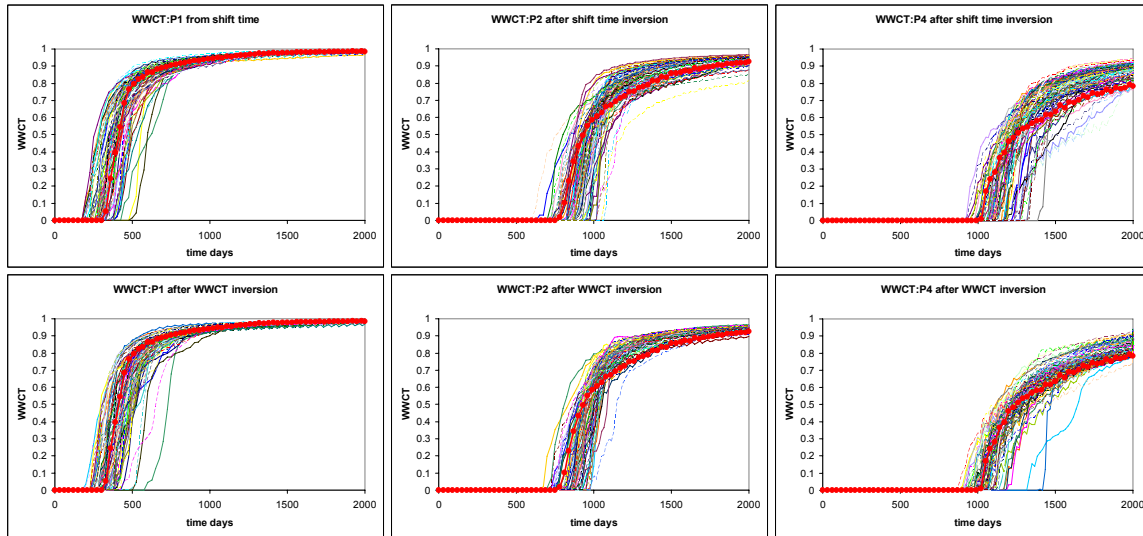 WWCT:P1 from shift time
WWCT
1
0.9
0.8
0.7
0.6
0.5
0.4
0.3
0.2
0.1
0
0 500 1000 1500 2000
time days
WWCT:P2 after shift time inversion
WWCT
1
0.9
0.8
0.7
0.6
0.5
0.4
0.3
0.2
0.1
0
0 500 1000 1500 2000
time days
WWCT:P4 after shift time inversion
WWCT
1
0.9
0.8
0.7
0.6
0.5
0.4
0.3
0.2
0.1
0
0 500 1000 1500 2000
time days
WWCT:P1 after WWCT inversion
WWCT
1
0.9
0.8
0.7
0.6
0.5
0.4
0.3
0.2
0.1
0
0 500 1000 1500 2000
time days
WWCT:P2 after WWCT inversion
WWCT
1
0.9
0.8
0.7
0.6
0.5
0.4
0.3
0.2
0.1
0
0 500 1000 1500 2000
time days
WWCT:P4 after WWCT inversion
WWCT
1
0.9
0.8
0.7
0.6
0.5
0.4
0.3
0.2
0.1
0
0 500 1000 1500 2000
time days